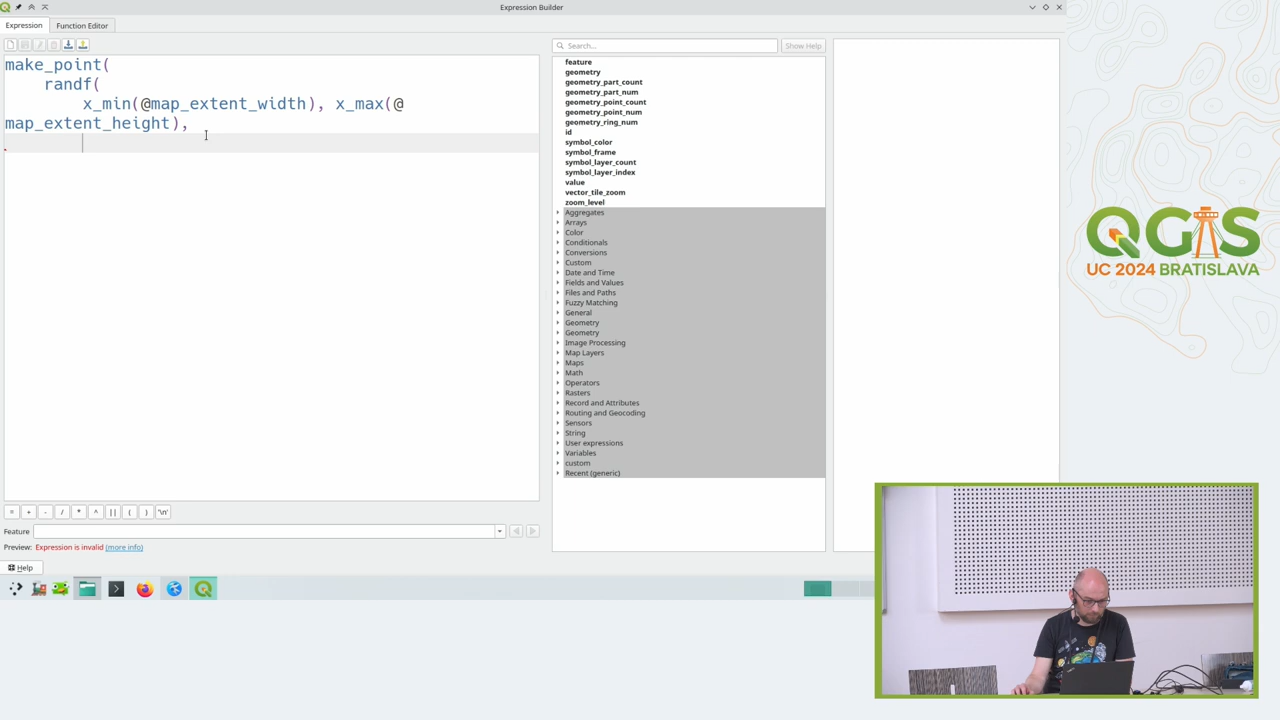 Expression Builder
Expression
Function Editor
make_point(
randf(
x_min(@map_extent_width), x_max(@
map_extent_height),
= + - / * ^ || ( ) '\n'
Feature
Preview: Expression is invalid (more info)
Help
Search...
Show Help
feature
geometry
geometry_part_count
geometry_part_num
geometry_point_count
geometry_point_num
geometry_ring_num
id
symbol_color
symbol_frame
symbol_layer_count
symbol_layer_index
value
vector_tile_zoom
zoom_level
Aggregates
Arrays
Color
Conditionals
Conversions
Custom
Date and Time
Fields and Values
Files and Paths
Fuzzy Matching
General
Geometry
Geometry
Image Processing
Map Layers
Maps
Math
Operators
Rasters
Record and Attributes
Routing and Geocoding
Sensors
String
User expressions
Variables
custom
Recent (generic)
QGIS
UC 2024 BRATISLAVA